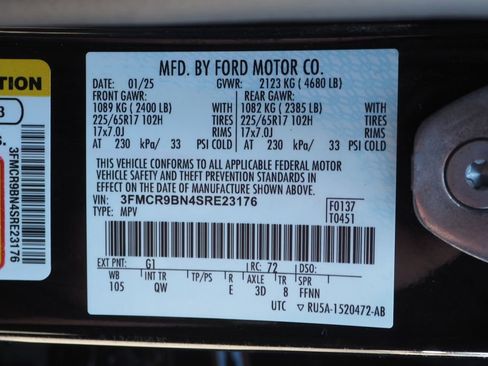 TION
3
S.
3FMCR9BN4SRE23176
MFD. BY FORD MOTOR CO.
DATE: 01/25 GVWR: 2123 KG ( 4680 LB)
FRONT GAWR: REAR GAWR:
1089 KG ( 2400 LB) WITH 1082 KG ( 2385 LB) WITH
225/65R17 102H TIRES 225/65R17 102H TIRES
17x7.0J RIMS 17x7.0J RIMS
AT 230 kPa/ 33 PSI COLD AT 230 kPa/ 33 PSI COLD
THIS VEHICLE CONFORMS TO ALL APPLICABLE FEDERAL MOTOR
VEHICLE SAFETY AND THEFT PREVENTION STANDARDS IN
EFFECT ON THE DATE OF MANUFACTURE SHOWN ABOVE.
VIN: 3FMCR9BN4SRE23176 F0137
TYPE: MPV T0451
EXT PNT: G1 RC: 72 DSO:
WB INT TR TP/PS R AXLE TR SPR
105 QW E 3D 8 FFNN
UTC ▽ RU5A-1520472-AB